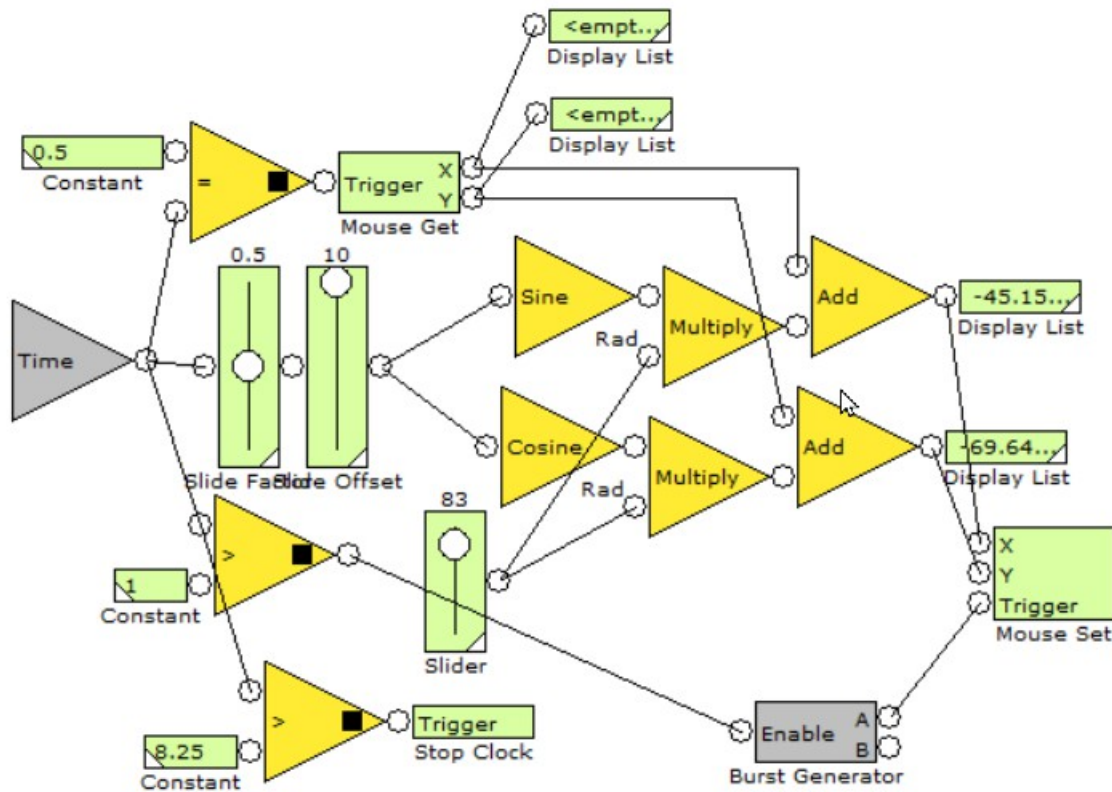 <empt...
Display List
<empt...
Display List
0.5
Constant
=
Trigger
X
Y
Mouse Get
0.5
10
Sine
Rad
Multiply
Add
-45.15...
Display List
Time
Slide Factor
Slide Offset
Cosine
Rad
Multiply
Add
-69.64...
Display List
83
Slider
>
1
Constant
X
Y
Trigger
Mouse Set
>
8.25
Constant
Trigger
Stop Clock
Enable
A
B
Burst Generator